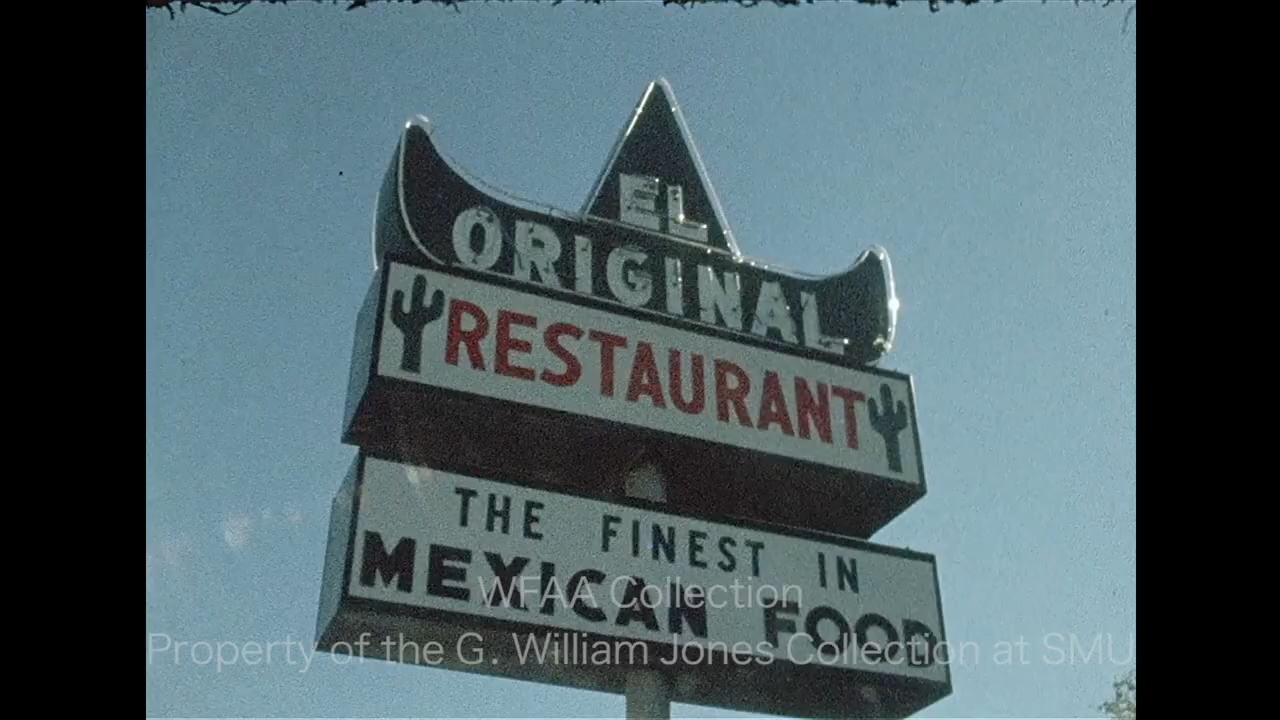 EL
ORIGINAL
RESTAURANT
THE FINEST IN
MEXICAN FOOD
WFAA Collection
Property of the G. William Jones Collection at SMU